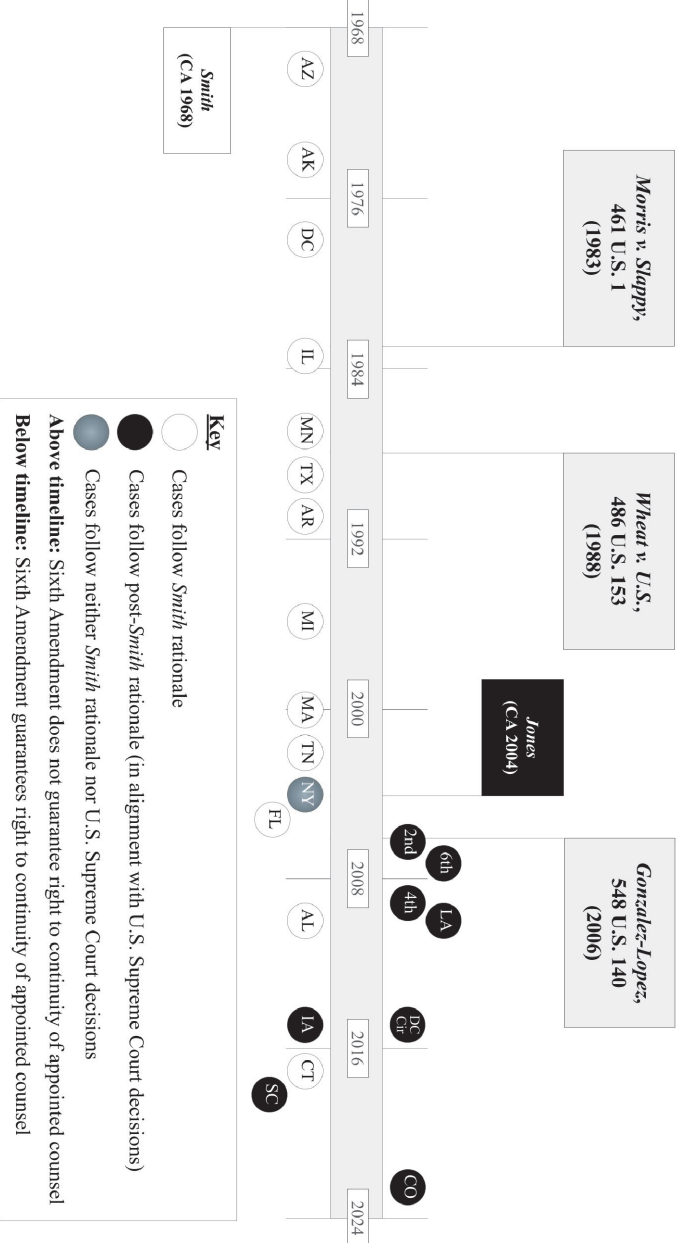 Morris v. Slappy,
461 U.S. 1
(1983)
Wheat v. U.S.,
486 U.S. 153
(1988)
Gonzalez-Lopez,
548 U.S. 140
(2006)
Jones
(CA 2004)
6th
LA
2nd
4th
DC
Cir
CO
1968
1976
1984
1992
2000
2008
2016
2024
AZ
AK
DC
IL
MN
TX
AR
MI
MA
TN
NY
AL
IA
CT
FL
SC
Smith
(CA 1968)
Key
Cases follow Smith rationale
Cases follow post-Smith rationale (in alignment with U.S. Supreme Court decisions)
Cases follow neither Smith rationale nor U.S. Supreme Court decisions
Above timeline: Sixth Amendment does not guarantee right to continuity of appointed counsel
Below timeline: Sixth Amendment guarantees right to continuity of appointed counsel